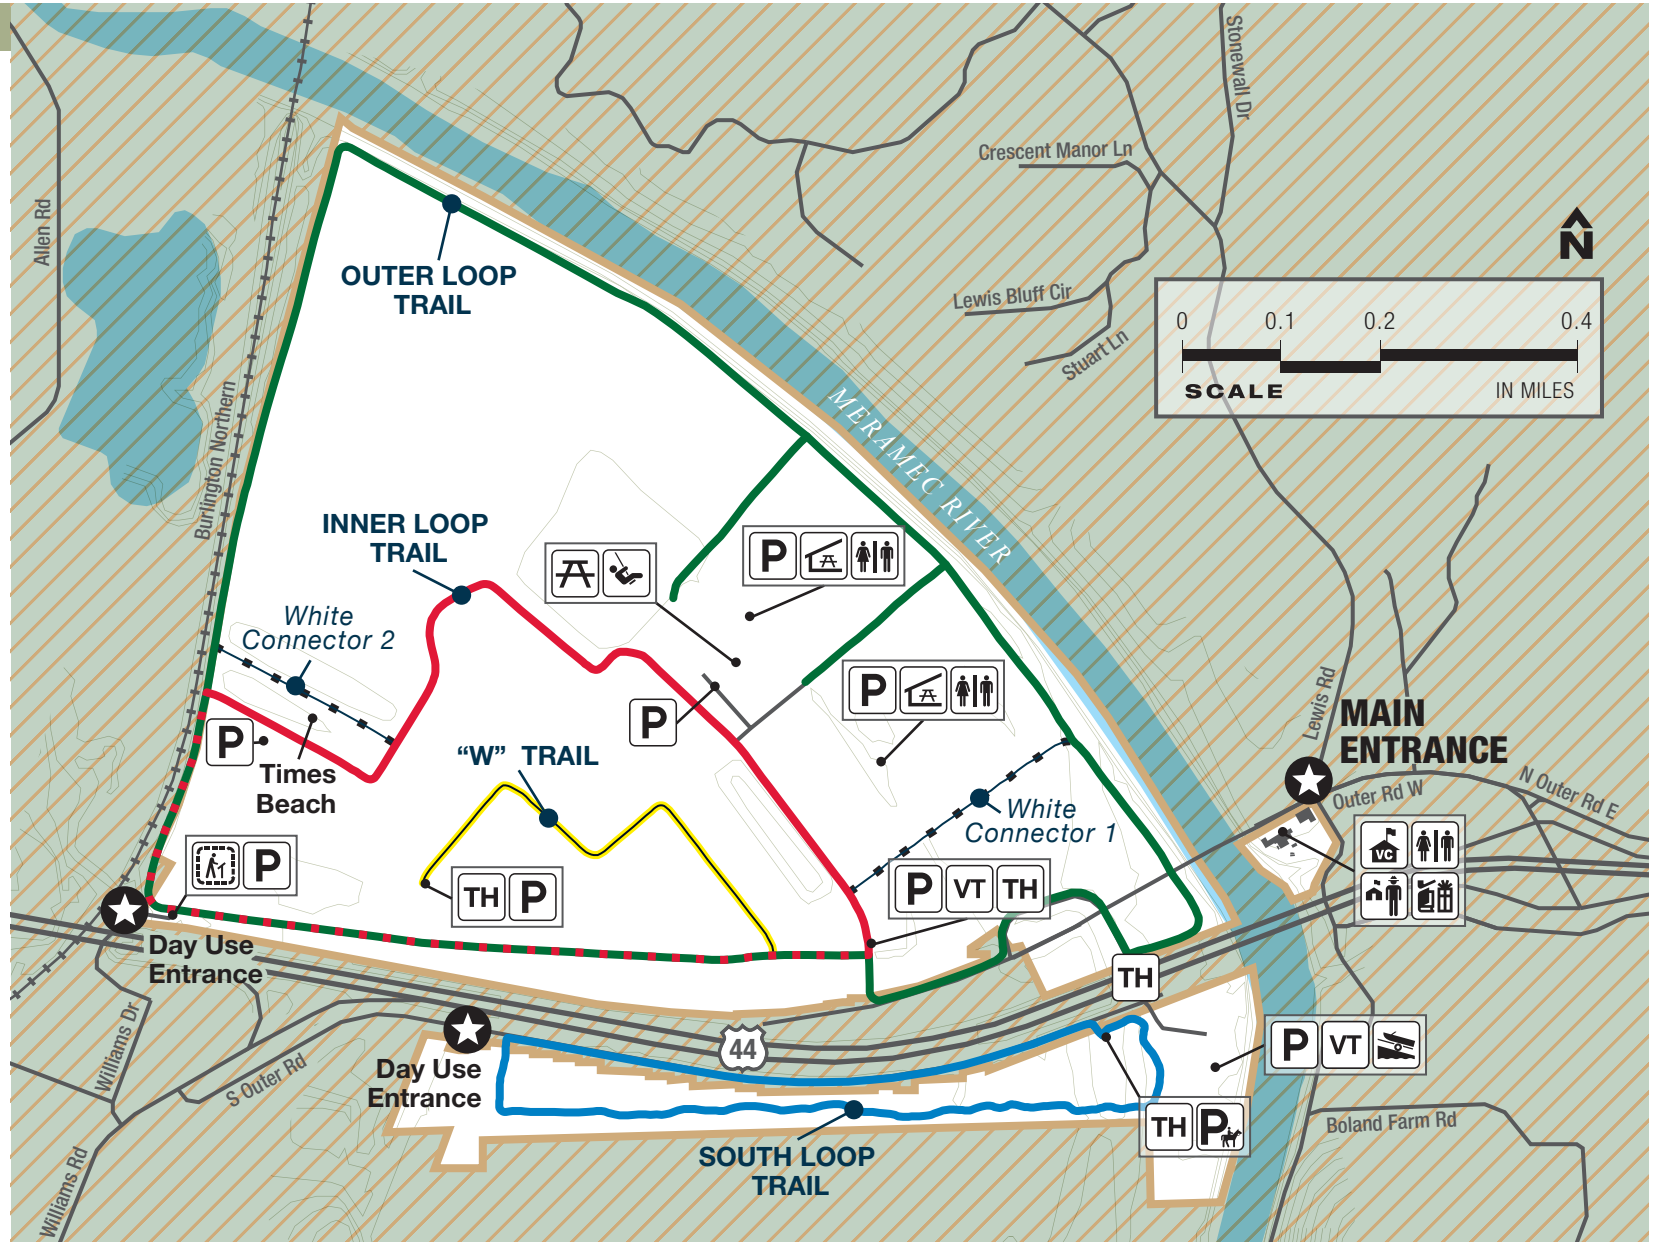 Stonewall Dr
Crescent Manor Ln
Allen Rd
N
OUTER LOOP
TRAIL
Lewis Bluff Cir
Stuart Ln
0 0.1 0.2 0.4
SCALE IN MILES
Burlington Northern
MERAMEC RIVER
INNER LOOP
TRAIL
P
White
Connector 2
P
Lewis Rd
P
MAIN
ENTRANCE
P
“W” TRAIL
Times
Beach
N Outer Rd E
Outer Rd W
White
Connector 1
VC
P
TH P
P VT TH
Day Use
Entrance
TH
Williams Dr
44
P VT
S Outer Rd
Day Use
Entrance
TH P
Boland Farm Rd
SOUTH LOOP
TRAIL
Williams Rd